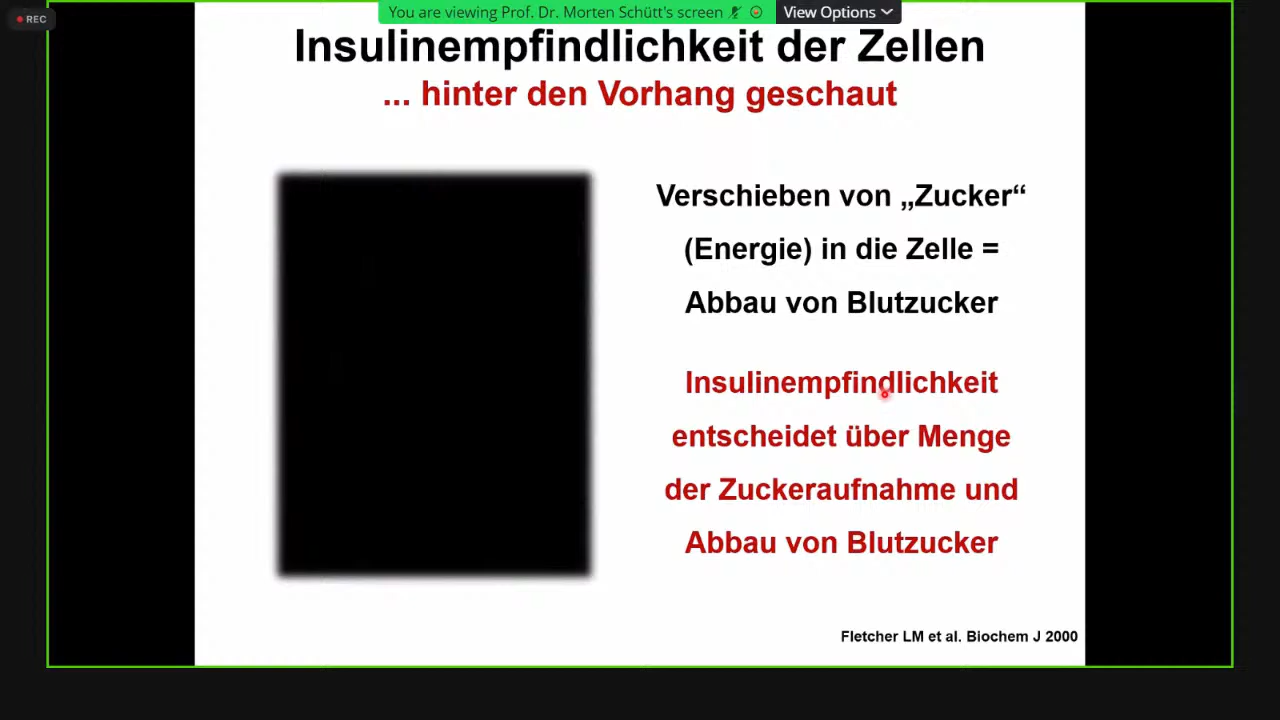 REC
You are viewing Prof. Dr. Morten Schütt's screen
View Options
Insulinempfindlichkeit der Zellen
... hinter den Vorhang geschaut
Verschieben von „Zucker“
(Energie) in die Zelle =
Abbau von Blutzucker
Insulinempfindlichkeit
entscheidet über Menge
der Zuckeraufnahme und
Abbau von Blutzucker
Fletcher LM et al. Biochem J 2000